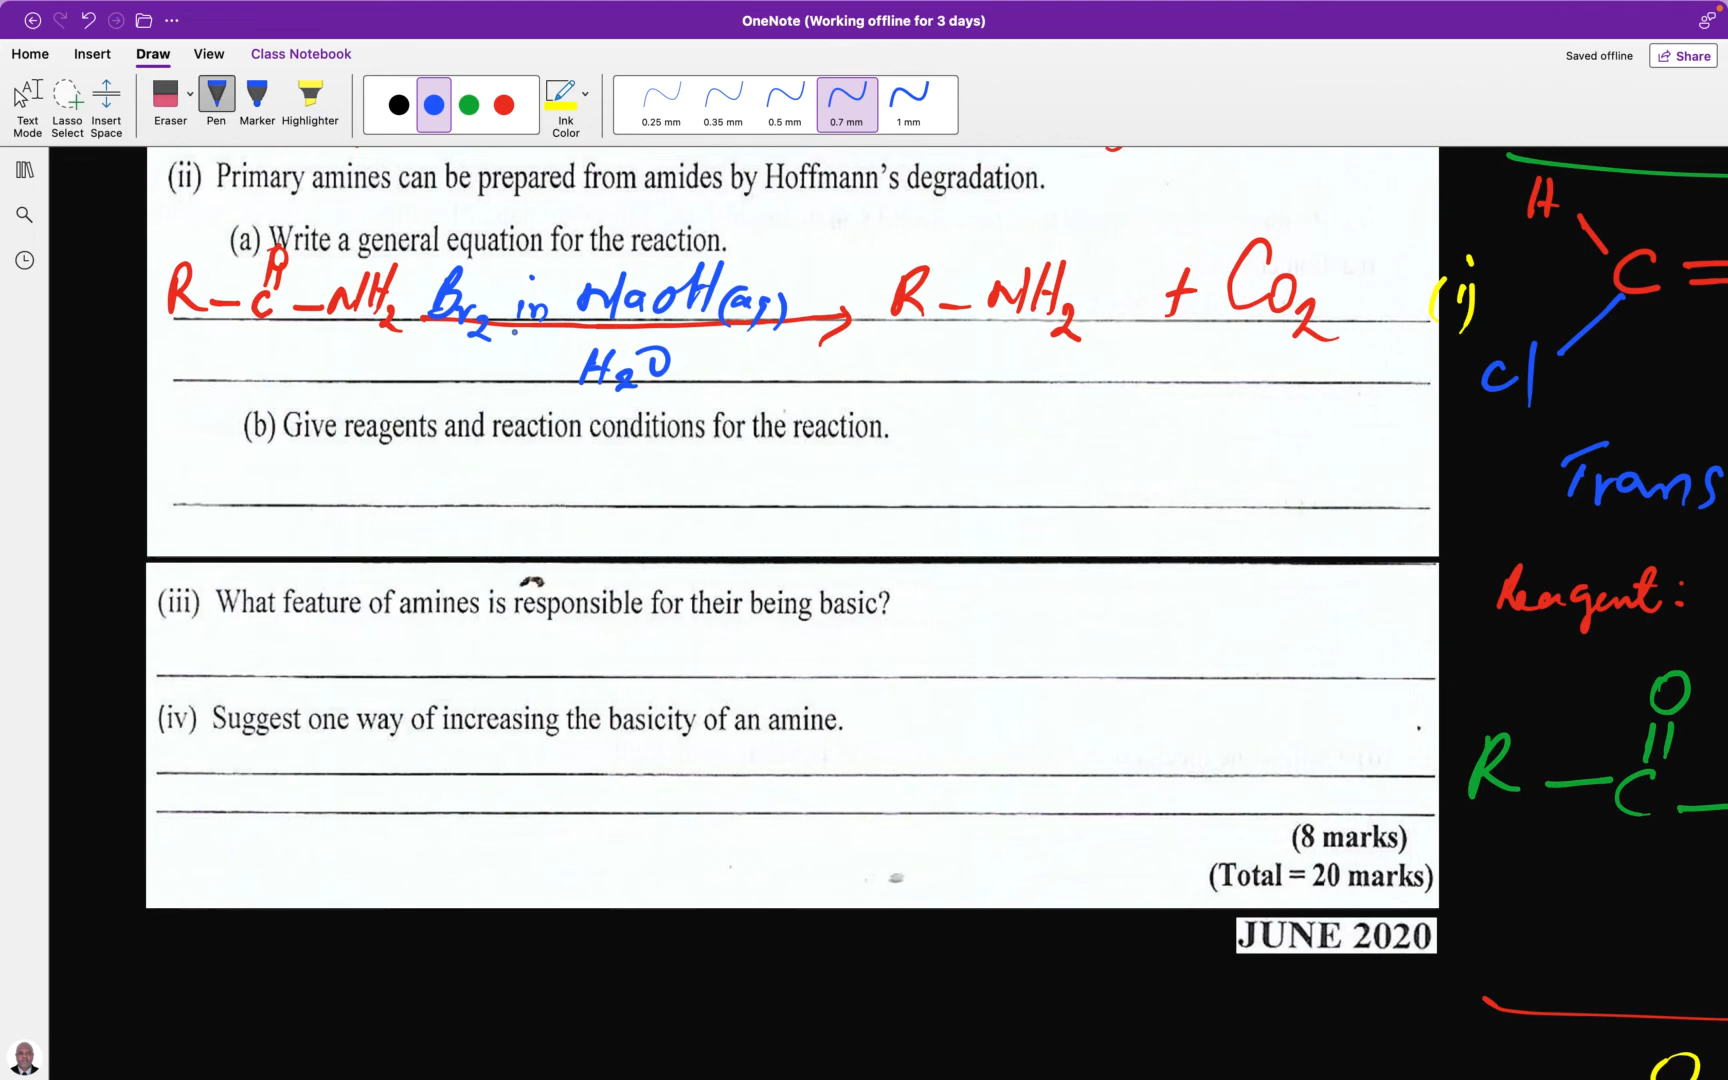 OneNote (Working offline for 3 days)
Home Insert Draw View Class Notebook
Saved offline Share
Text Mode
Lasso Select
Insert Space
Eraser
Pen
Marker
Highlighter
Ink Color
0.25 mm
0.35 mm
0.5 mm
0.7 mm
1 mm
(ii) Primary amines can be prepared from amides by Hoffmann's degradation.
(a) Write a general equation for the reaction.
R - C - NH2 Br2 in NaOH(aq) → R - NH2 + CO2
H2O
(b) Give reagents and reaction conditions for the reaction.
(iii) What feature of amines is responsible for their being basic?
(iv) Suggest one way of increasing the basicity of an amine.
(8 marks)
(Total = 20 marks)
JUNE 2020
(i)
H
C =
Cl
Trans
Reagent:
O
R - C -